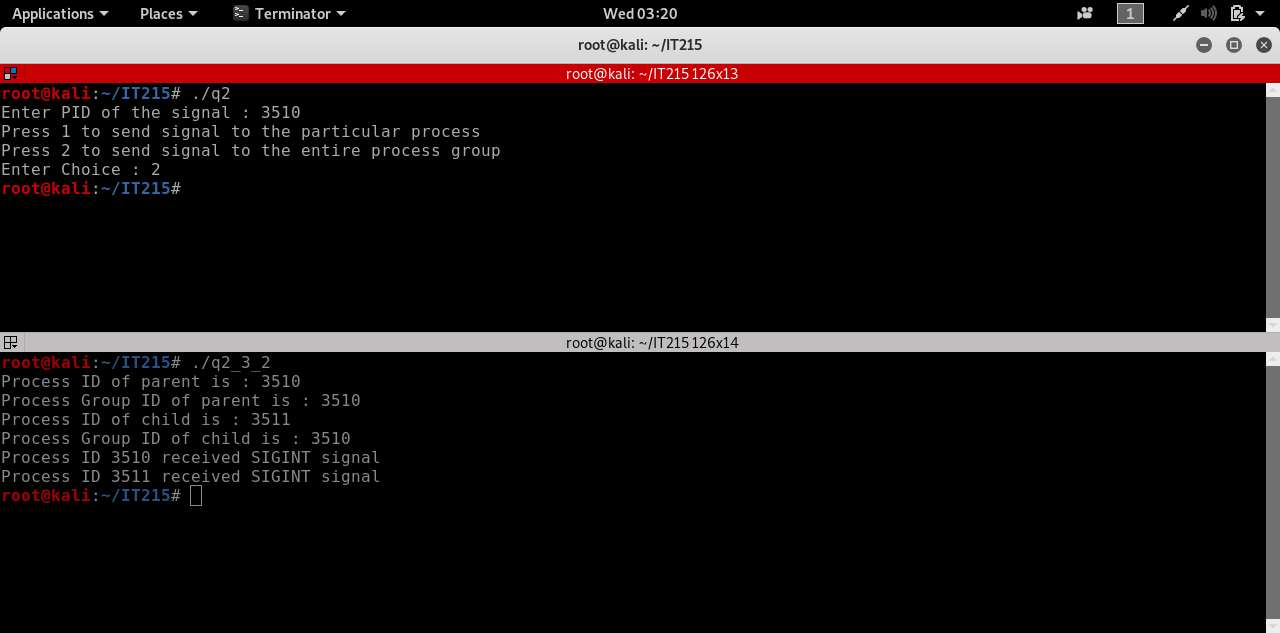 Applications Places Terminator Wed 03:20 1
root@kali: ~/IT215
root@kali: ~/IT215 126x13
root@kali:~/IT215# ./q2
Enter PID of the signal : 3510
Press 1 to send signal to the particular process
Press 2 to send signal to the entire process group
Enter Choice : 2
root@kali:~/IT215#
root@kali: ~/IT215 126x14
root@kali:~/IT215# ./q2_3_2
Process ID of parent is : 3510
Process Group ID of parent is : 3510
Process ID of child is : 3511
Process Group ID of child is : 3510
Process ID 3510 received SIGINT signal
Process ID 3511 received SIGINT signal
root@kali:~/IT215#